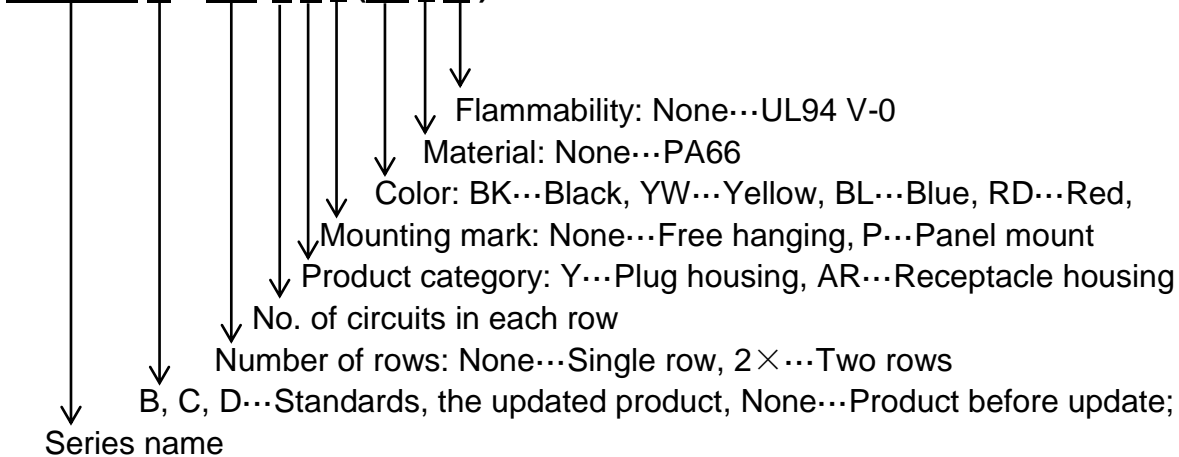 Flammability: None···UL94 V-0
Material: None···PA66
Color: BK···Black, YW···Yellow, BL···Blue, RD···Red,
Mounting mark: None···Free hanging, P···Panel mount
Product category: Y···Plug housing, AR···Receptacle housing
No. of circuits in each row
Number of rows: None···Single row, 2×···Two rows
B, C, D···Standards, the updated product, None···Product before update;
Series name